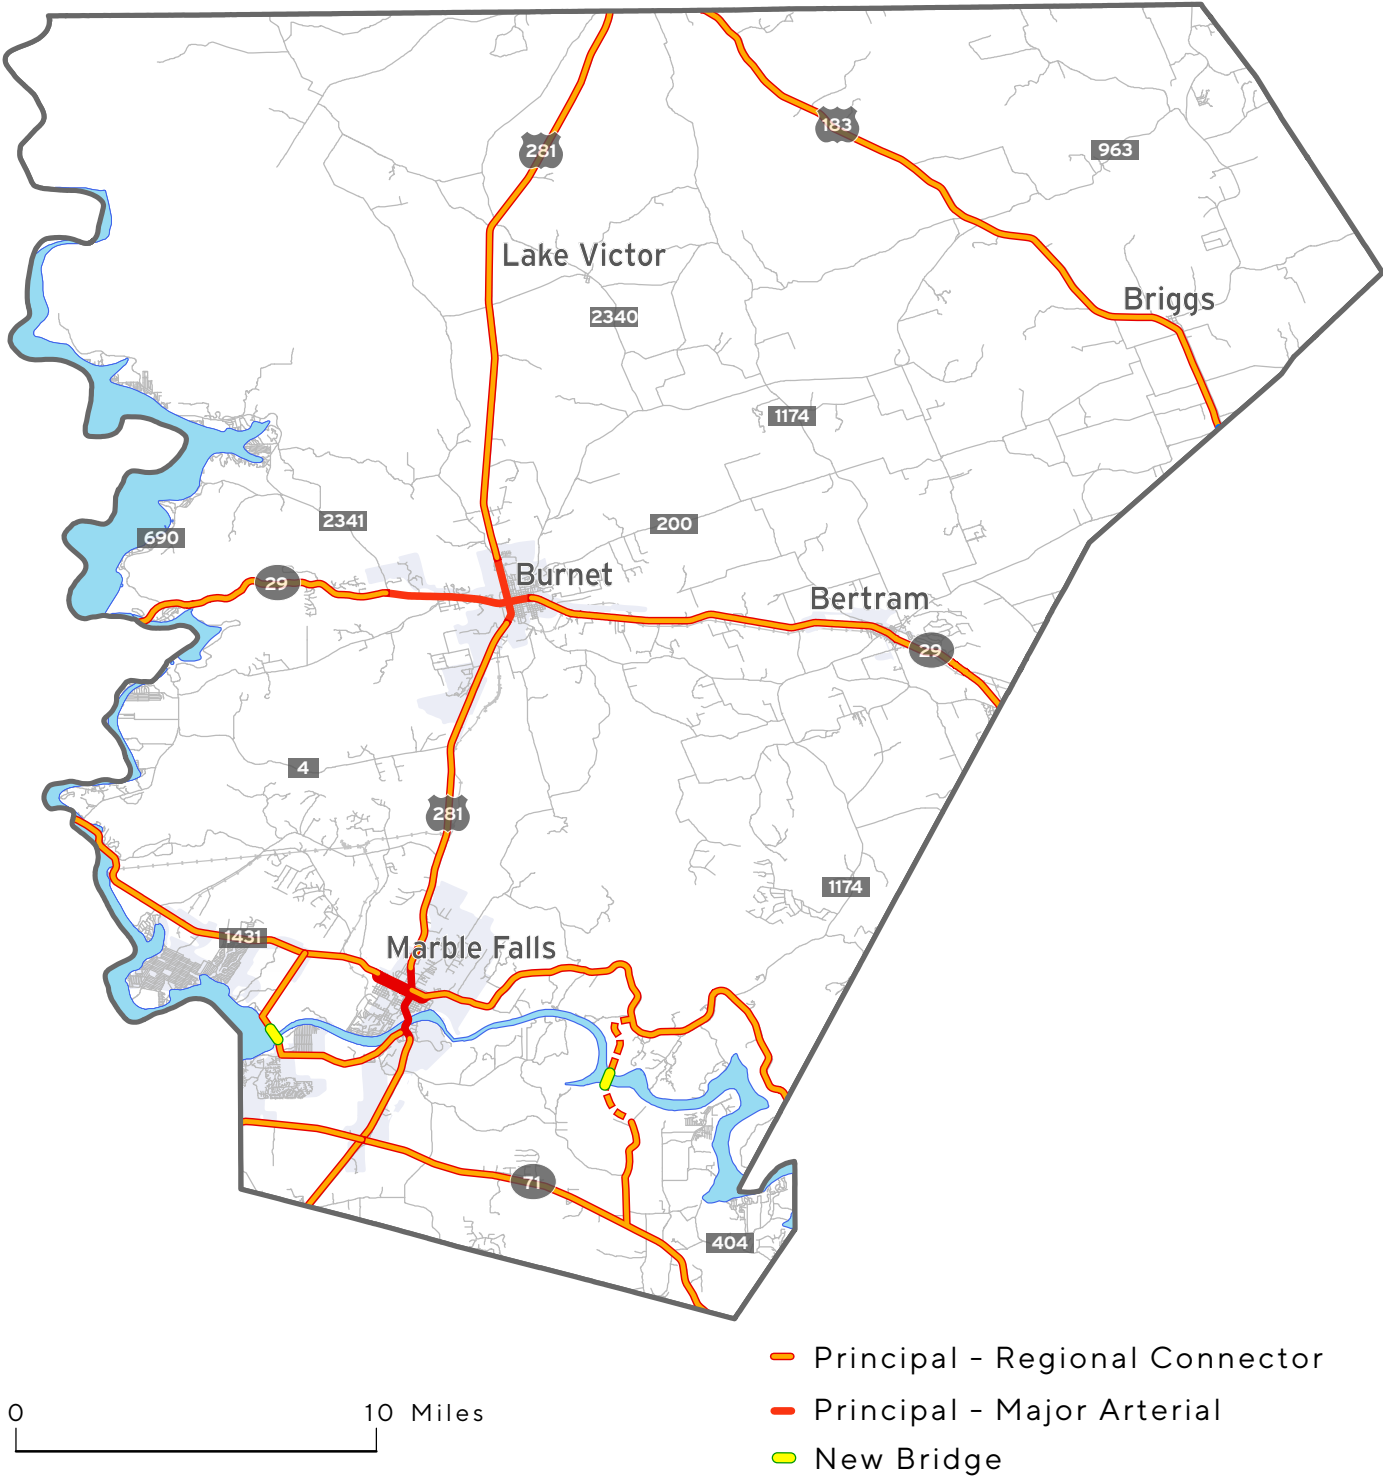 183
281
963
Lake Victor
Briggs
2340
1174
2341
200
690
Burnet
29
Bertram
29
4
281
1174
1431
Marble Falls
71
404
Principal - Regional Connector
0
10 Miles
Principal - Major Arterial
New Bridge